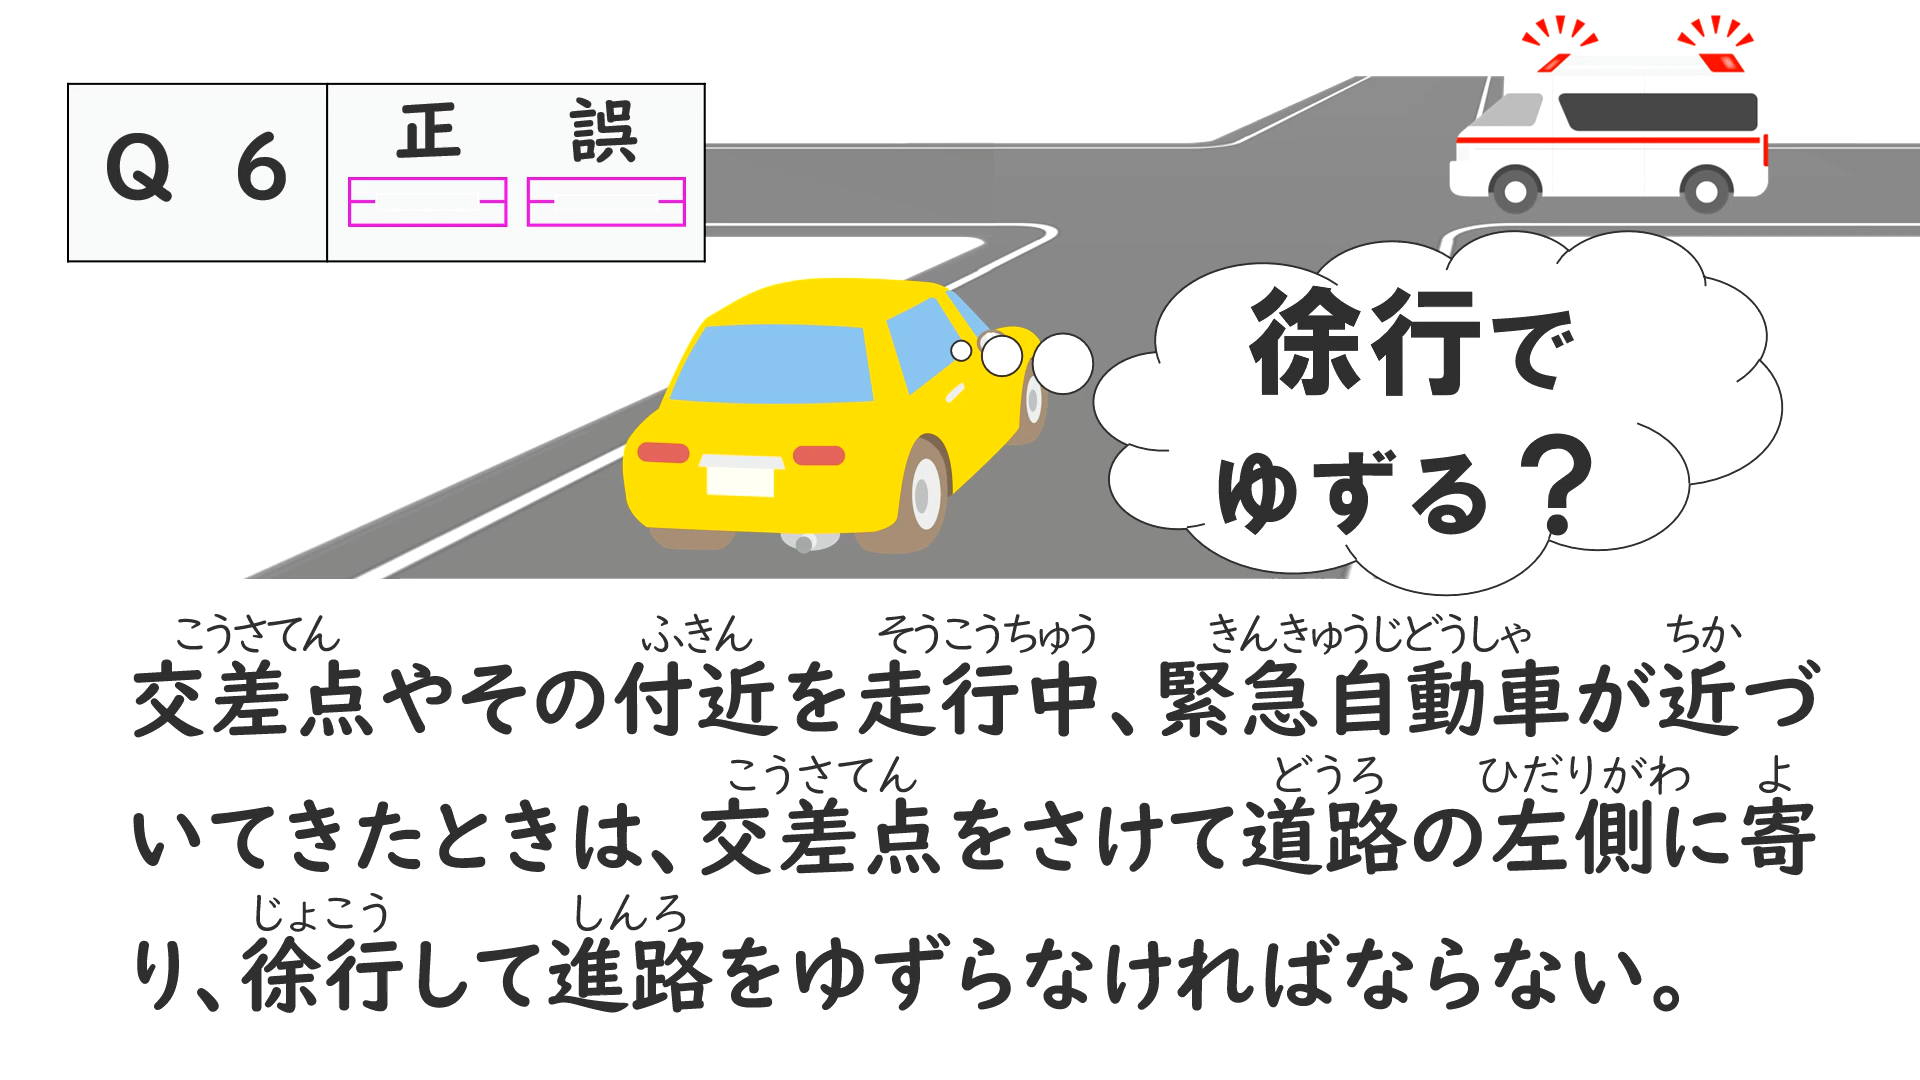 Q 6
正 誤
徐行で
ゆずる？
こうさてん ふきん そうこうちゅう きんきゅうじどうしゃ ちか
交差点やその付近を走行中、緊急自動車が近づ
こうさてん どうろ ひだりがわ よ
いてきたときは、交差点をさけて道路の左側に寄
じょこう しんろ
り、徐行して進路をゆずらなければならない。